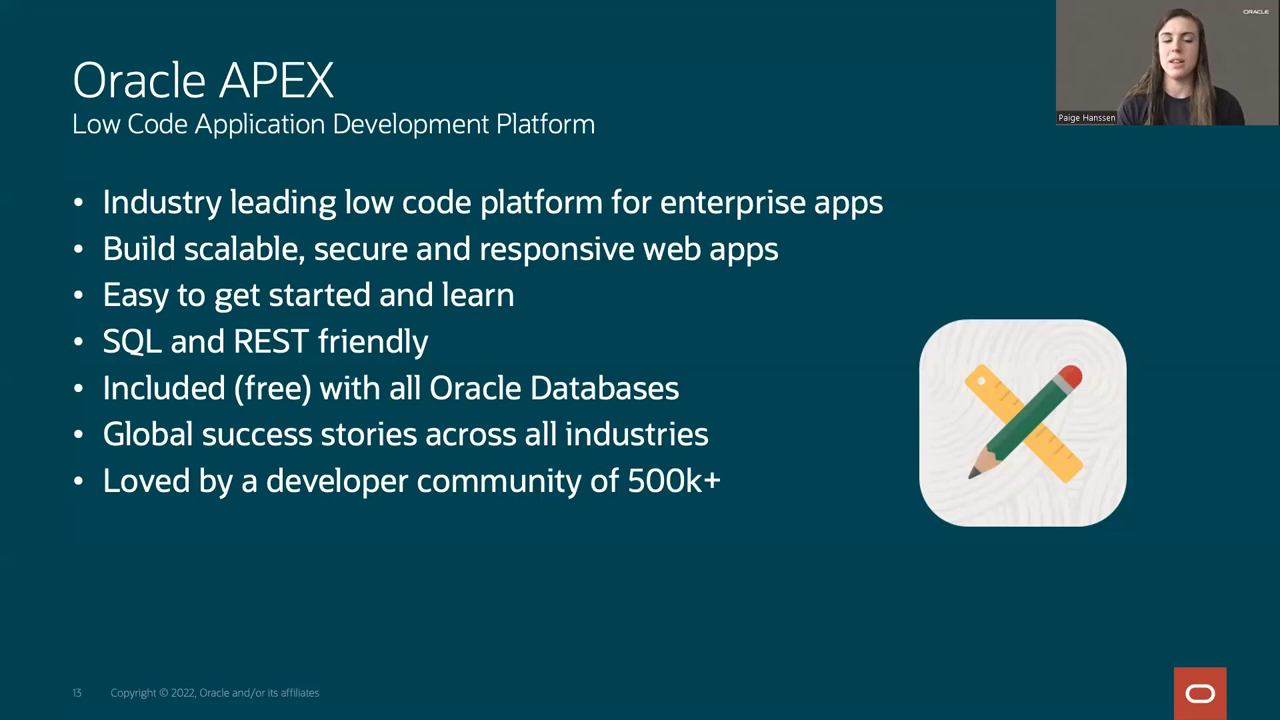 Oracle APEX
Low Code Application Development Platform
• Industry leading low code platform for enterprise apps
• Build scalable, secure and responsive web apps
• Easy to get started and learn
• SQL and REST friendly
• Included (free) with all Oracle Databases
• Global success stories across all industries
• Loved by a developer community of 500k+
ORACLE
Paige Hanssen
13 Copyright © 2022, Oracle and/or its affiliates